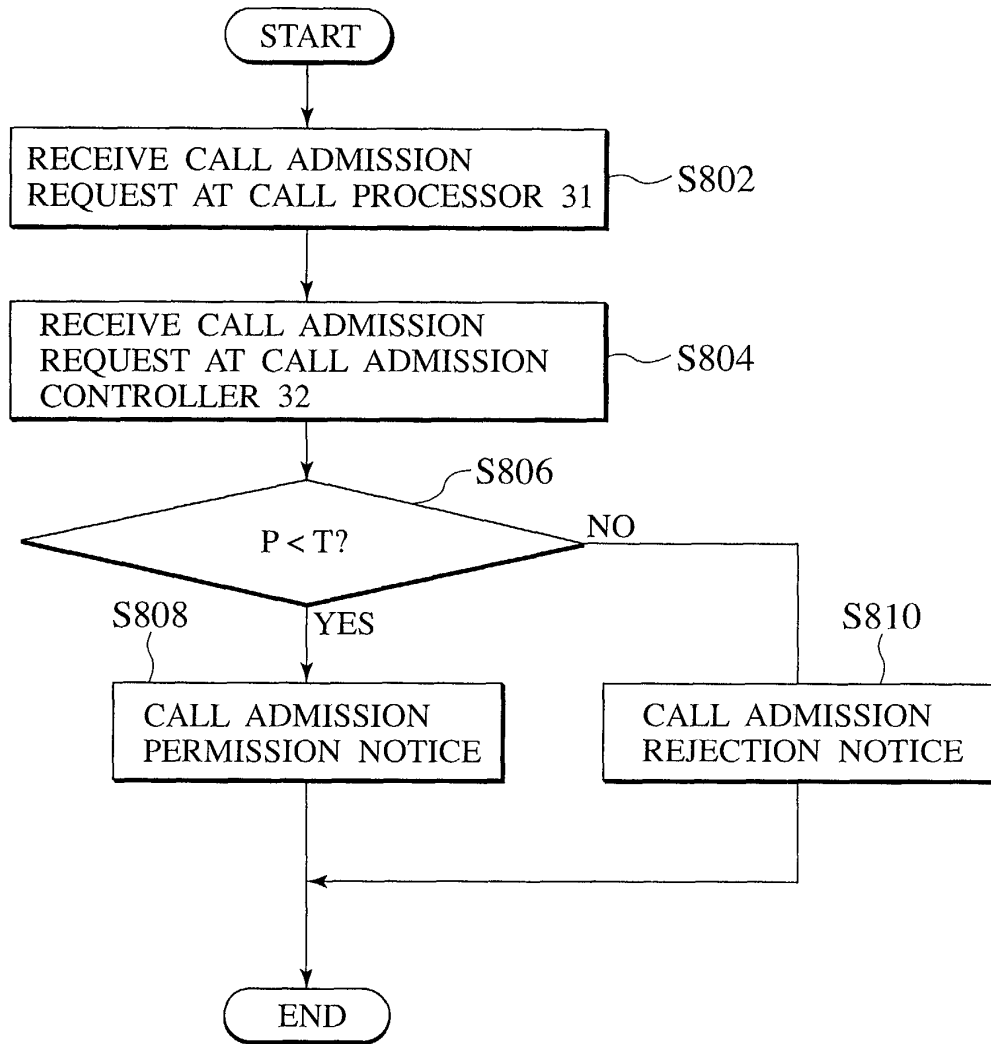 START
RECEIVE CALL ADMISSION
REQUEST AT CALL PROCESSOR 31
S802
RECEIVE CALL ADMISSION
REQUEST AT CALL ADMISSION
CONTROLLER 32
S804
S806
P < T?
NO
YES
S808
CALL ADMISSION
PERMISSION NOTICE
S810
CALL ADMISSION
REJECTION NOTICE
END